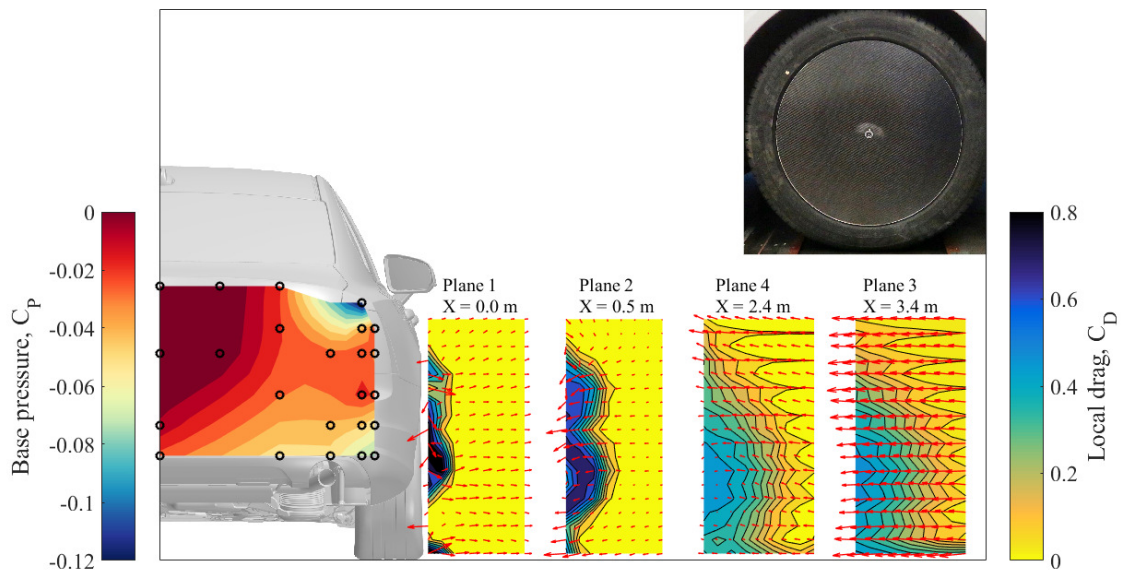 Base pressure, C_P
0
-0.02
-0.04
-0.06
-0.08
-0.1
-0.12
Plane 1
X = 0.0 m
Plane 2
X = 0.5 m
Plane 4
X = 2.4 m
Plane 3
X = 3.4 m
0.8
0.6
0.4
0.2
0
Local drag, C_D